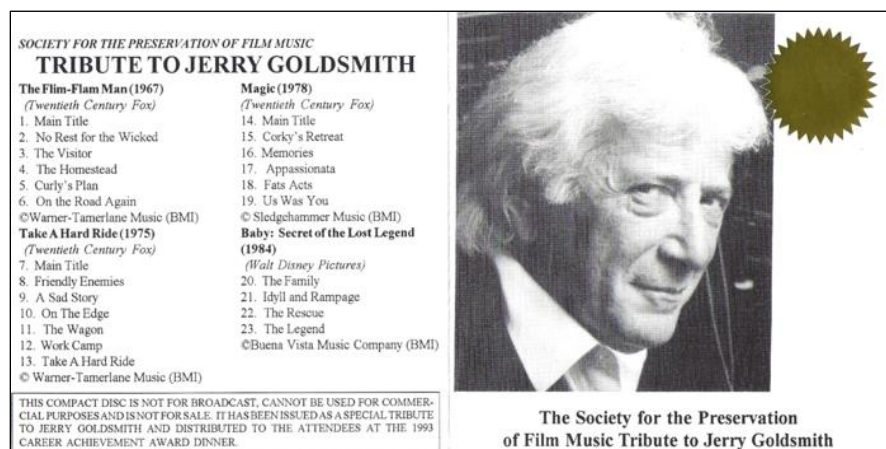 SOCIETY FOR THE PRESERVATION OF FILM MUSIC
TRIBUTE TO JERRY GOLDSMITH
The Flim-Flam Man (1967)
(Twentieth Century Fox)
1. Main Title
2. No Rest for the Wicked
3. The Visitor
4. The Homestead
5. Curly's Plan
6. On the Road Again
©Warner-Tamerlane Music (BMI)
Take A Hard Ride (1975)
(Twentieth Century Fox)
7. Main Title
8. Friendly Enemies
9. A Sad Story
10. On The Edge
11. The Wagon
12. Work Camp
13. Take A Hard Ride
© Warner-Tamerlane Music (BMI)
Magic (1978)
(Twentieth Century Fox)
14. Main Title
15. Corky's Retreat
16. Memories
17. Appassionata
18. Fats Acts
19. Us Was You
© Sledgehammer Music (BMI)
Baby: Secret of the Lost Legend
(1984)
(Walt Disney Pictures)
20. The Family
21. Idyll and Rampage
22. The Rescue
23. The Legend
©Buena Vista Music Company (BMI)
THIS COMPACT DISC IS NOT FOR BROADCAST, CANNOT BE USED FOR COMMER-
CIAL PURPOSES AND IS NOT FOR SALE. IT HAS BEEN ISSUED AS A SPECIAL TRIBUTE
TO JERRY GOLDSMITH AND DISTRIBUTED TO THE ATTENDEES AT THE 1993
CAREER ACHIEVEMENT AWARD DINNER.
The Society for the Preservation
of Film Music Tribute to Jerry Goldsmith